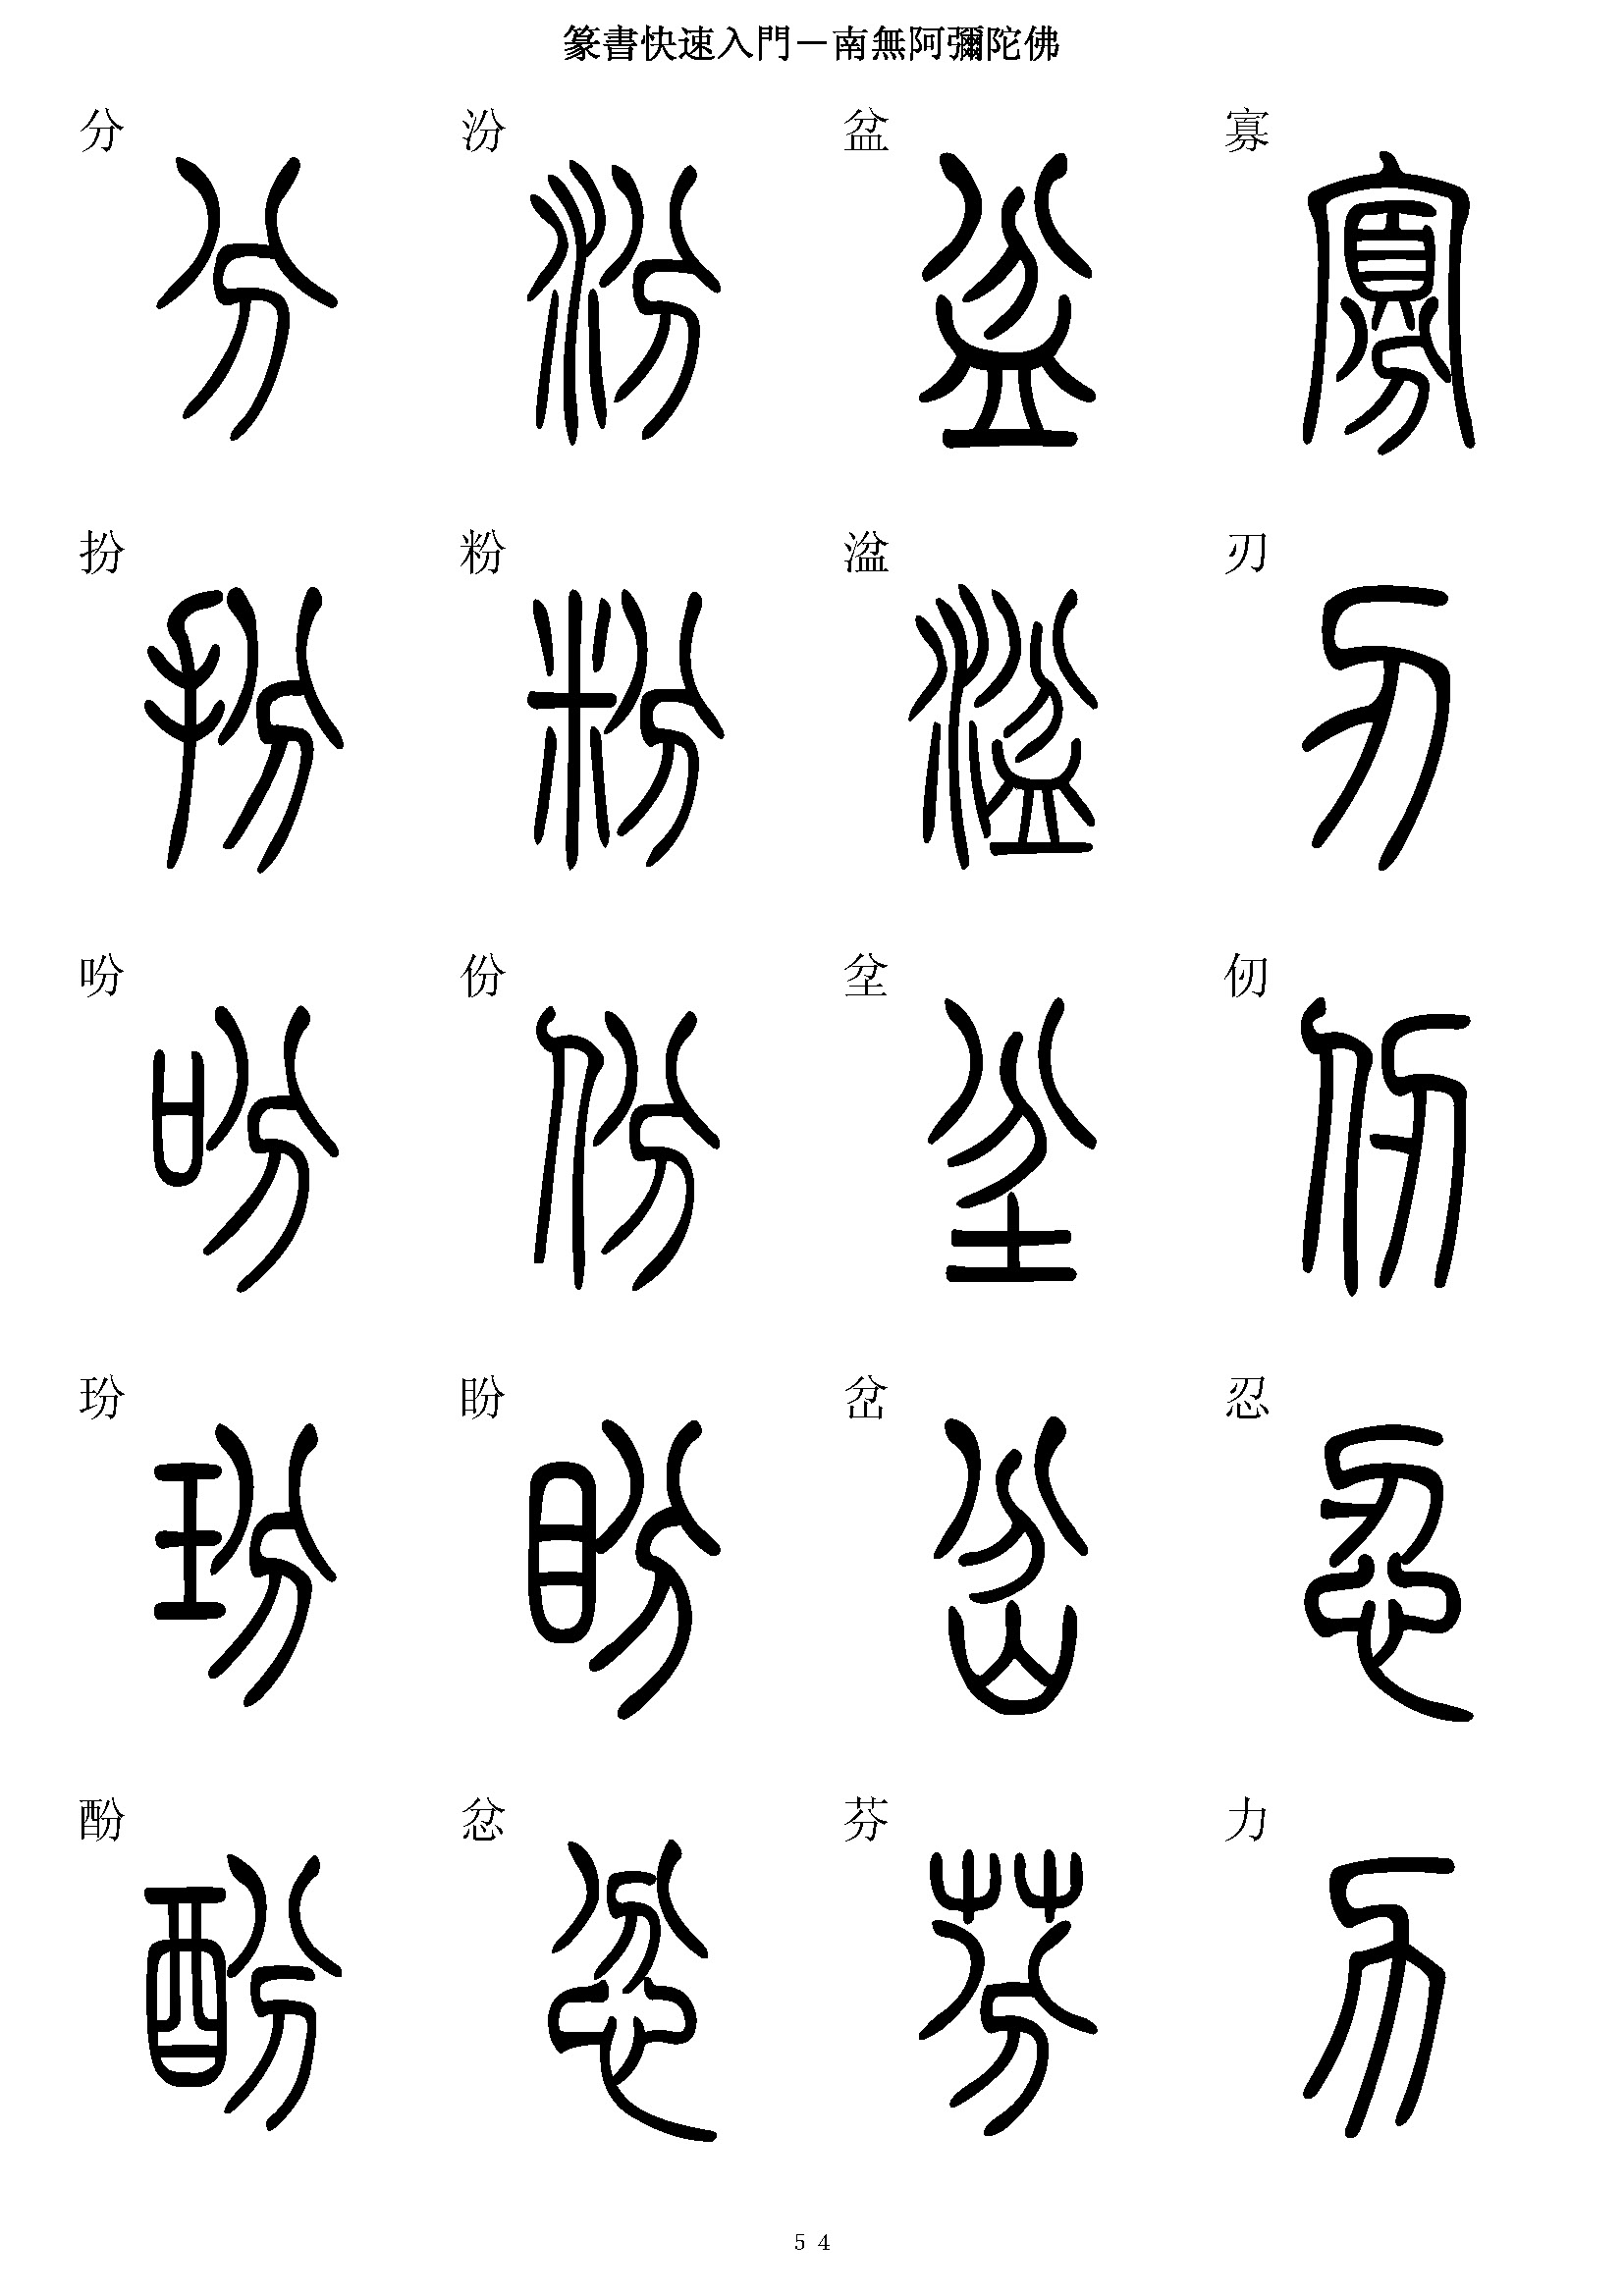 篆書快速入門－南無阿彌陀佛
分 汾 盆 寡
扮 粉 湓 刃
吩 份 坌 仞
玢 盼 岔 忍
酚 忿 芬 力
54